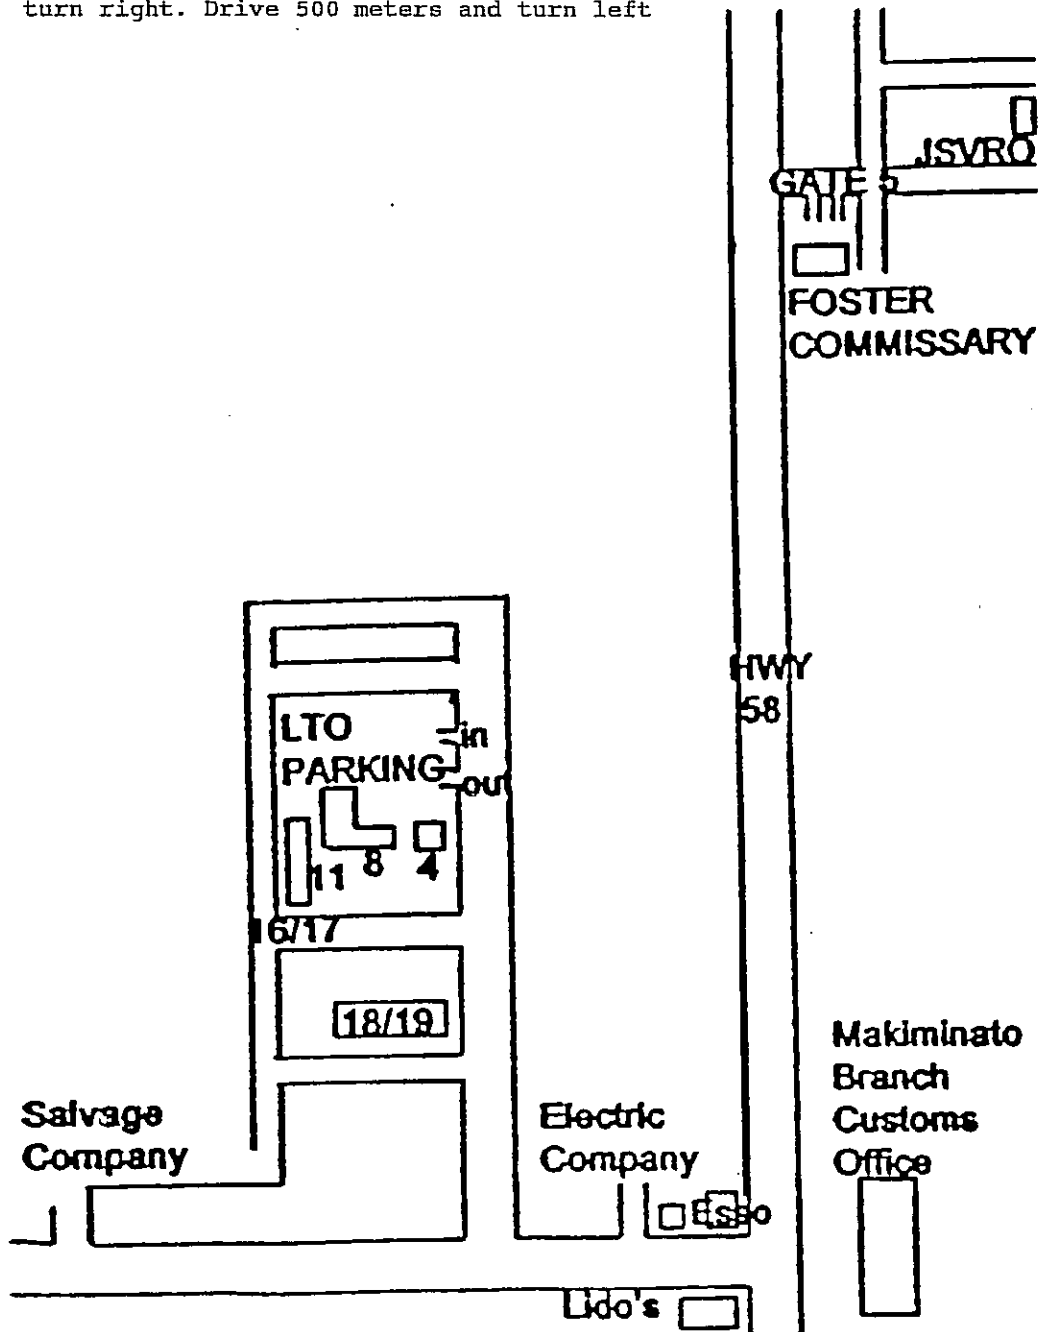 turn right. Drive 500 meters and turn left
JSVRO
GATE 5
FOSTER
COMMISSARY
HWY
58
LTO
in
PARKING
out
11
8
4
16/17
18/19
Makiminato
Branch
Customs
Office
Salvage
Company
Electric
Company
Esso
Lido's